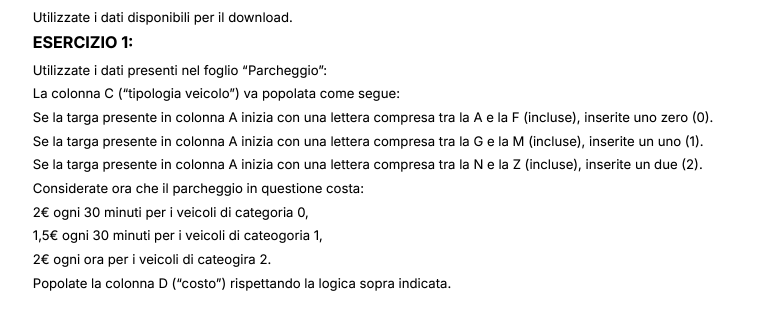 Utilizzate i dati disponibili per il download.
ESERCIZIO 1:
Utilizzate i dati presenti nel foglio “Parcheggio”:
La colonna C (“tipologia veicolo”) va popolata come segue:
Se la targa presente in colonna A inizia con una lettera compresa tra la A e la F (incluse), inserite uno zero (0).
Se la targa presente in colonna A inizia con una lettera compresa tra la G e la M (incluse), inserite un uno (1).
Se la targa presente in colonna A inizia con una lettera compresa tra la N e la Z (incluse), inserite un due (2).
Considerate ora che il parcheggio in questione costa:
2€ ogni 30 minuti per i veicoli di categoria 0,
1,5€ ogni 30 minuti per i veicoli di cateogoria 1,
2€ ogni ora per i veicoli di cateogira 2.
Popolate la colonna D (“costo”) rispettando la logica sopra indicata.